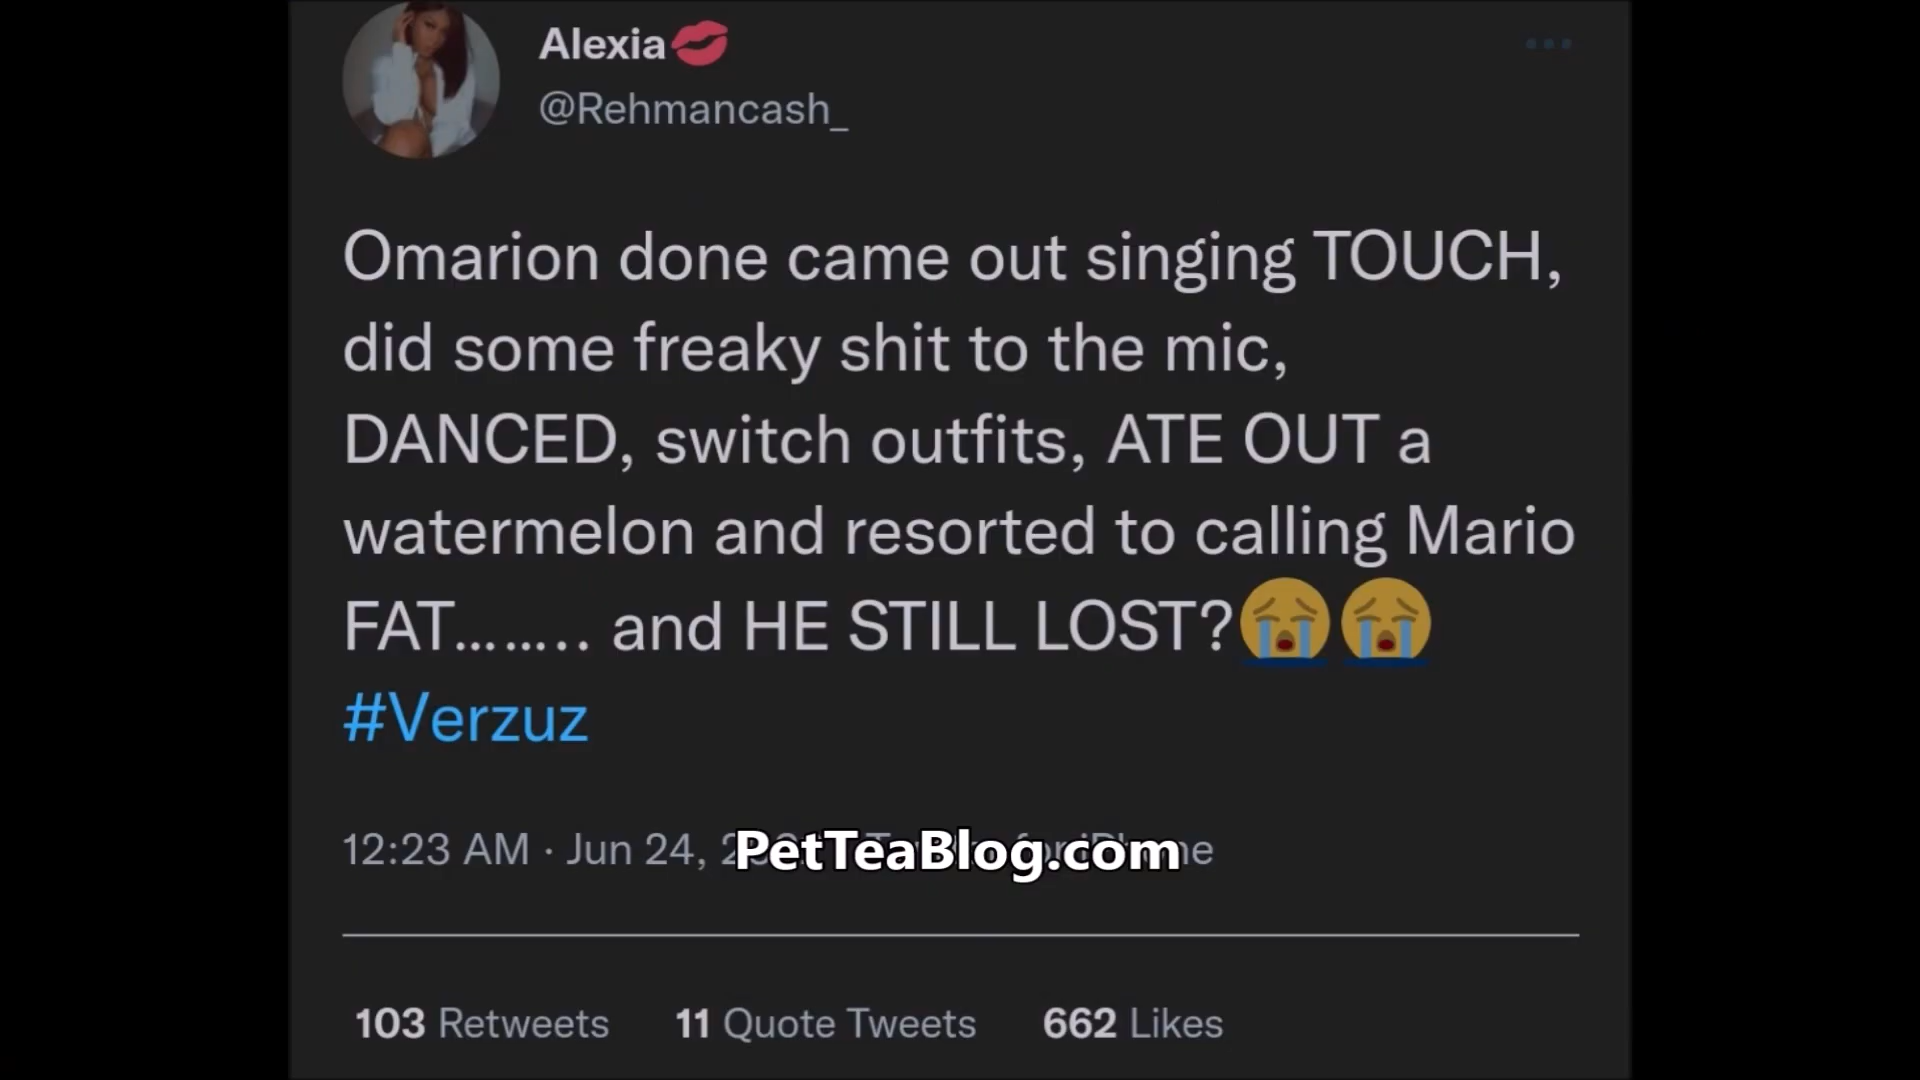 Alexia💋
@Rehmancash_
Omarion done came out singing TOUCH,
did some freaky shit to the mic,
DANCED, switch outfits, ATE OUT a
watermelon and resorted to calling Mario
FAT........ and HE STILL LOST?😭😭
#Verzuz
12:23 AM · Jun 24,
PetTeaBlog.com
103 Retweets 11 Quote Tweets 662 Likes